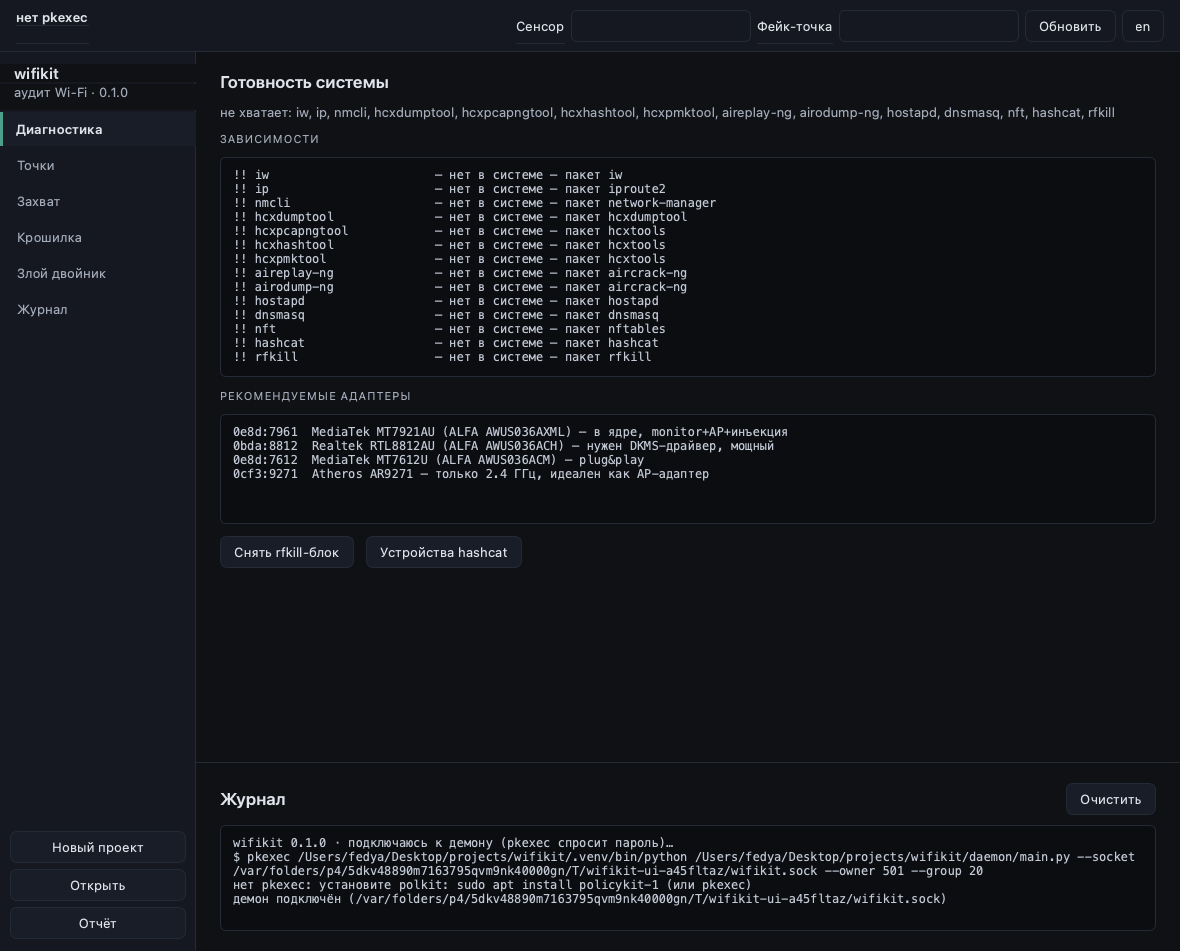 нет pkexec
Сенсор
Фейк-точка
Обновить
en
wifikit
аудит Wi-Fi · 0.1.0
Диагностика
Точки
Захват
Крошилка
Злой двойник
Журнал
Новый проект
Открыть
Отчёт
Готовность системы
не хватает: iw, ip, nmcli, hcxdumptool, hcxpcapngtool, hcxhashtool, hcxpmktool, aireplay-ng, airodump-ng, hostapd, dnsmasq, nft, hashcat, rfkill
ЗАВИСИМОСТИ
!! iw — нет в системе — пакет iw
!! ip — нет в системе — пакет iproute2
!! nmcli — нет в системе — пакет network-manager
!! hcxdumptool — нет в системе — пакет hcxdumptool
!! hcxpcapngtool — нет в системе — пакет hcxtools
!! hcxhashtool — нет в системе — пакет hcxtools
!! hcxpmktool — нет в системе — пакет hcxtools
!! aireplay-ng — нет в системе — пакет aircrack-ng
!! airodump-ng — нет в системе — пакет aircrack-ng
!! hostapd — нет в системе — пакет hostapd
!! dnsmasq — нет в системе — пакет dnsmasq
!! nft — нет в системе — пакет nftables
!! hashcat — нет в системе — пакет hashcat
!! rfkill — нет в системе — пакет rfkill
РЕКОМЕНДУЕМЫЕ АДАПТЕРЫ
0e8d:7961 MediaTek MT7921AU (ALFA AWUS036AXML) — в ядре, monitor+AP+инъекция
0bda:8812 Realtek RTL8812AU (ALFA AWUS036ACH) — нужен DKMS-драйвер, мощный
0e8d:7612 MediaTek MT7612U (ALFA AWUS036ACM) — plug&play
0cf3:9271 Atheros AR9271 — только 2.4 ГГц, идеален как AP-адаптер
Снять rfkill-блок
Устройства hashcat
Журнал
Очистить
wifikit 0.1.0 · подключаюсь к демону (pkexec спросит пароль)…
$ pkexec /Users/fedya/Desktop/projects/wifikit/.venv/bin/python /Users/fedya/Desktop/projects/wifikit/daemon/main.py --socket
/var/folders/p4/5dkv48890m7163795qvm9nk40000gn/T/wifikit-ui-a45fltaz/wifikit.sock --owner 501 --group 20
нет pkexec: установите polkit: sudo apt install policykit-1 (или pkexec)
демон подключён (/var/folders/p4/5dkv48890m7163795qvm9nk40000gn/T/wifikit-ui-a45fltaz/wifikit.sock)